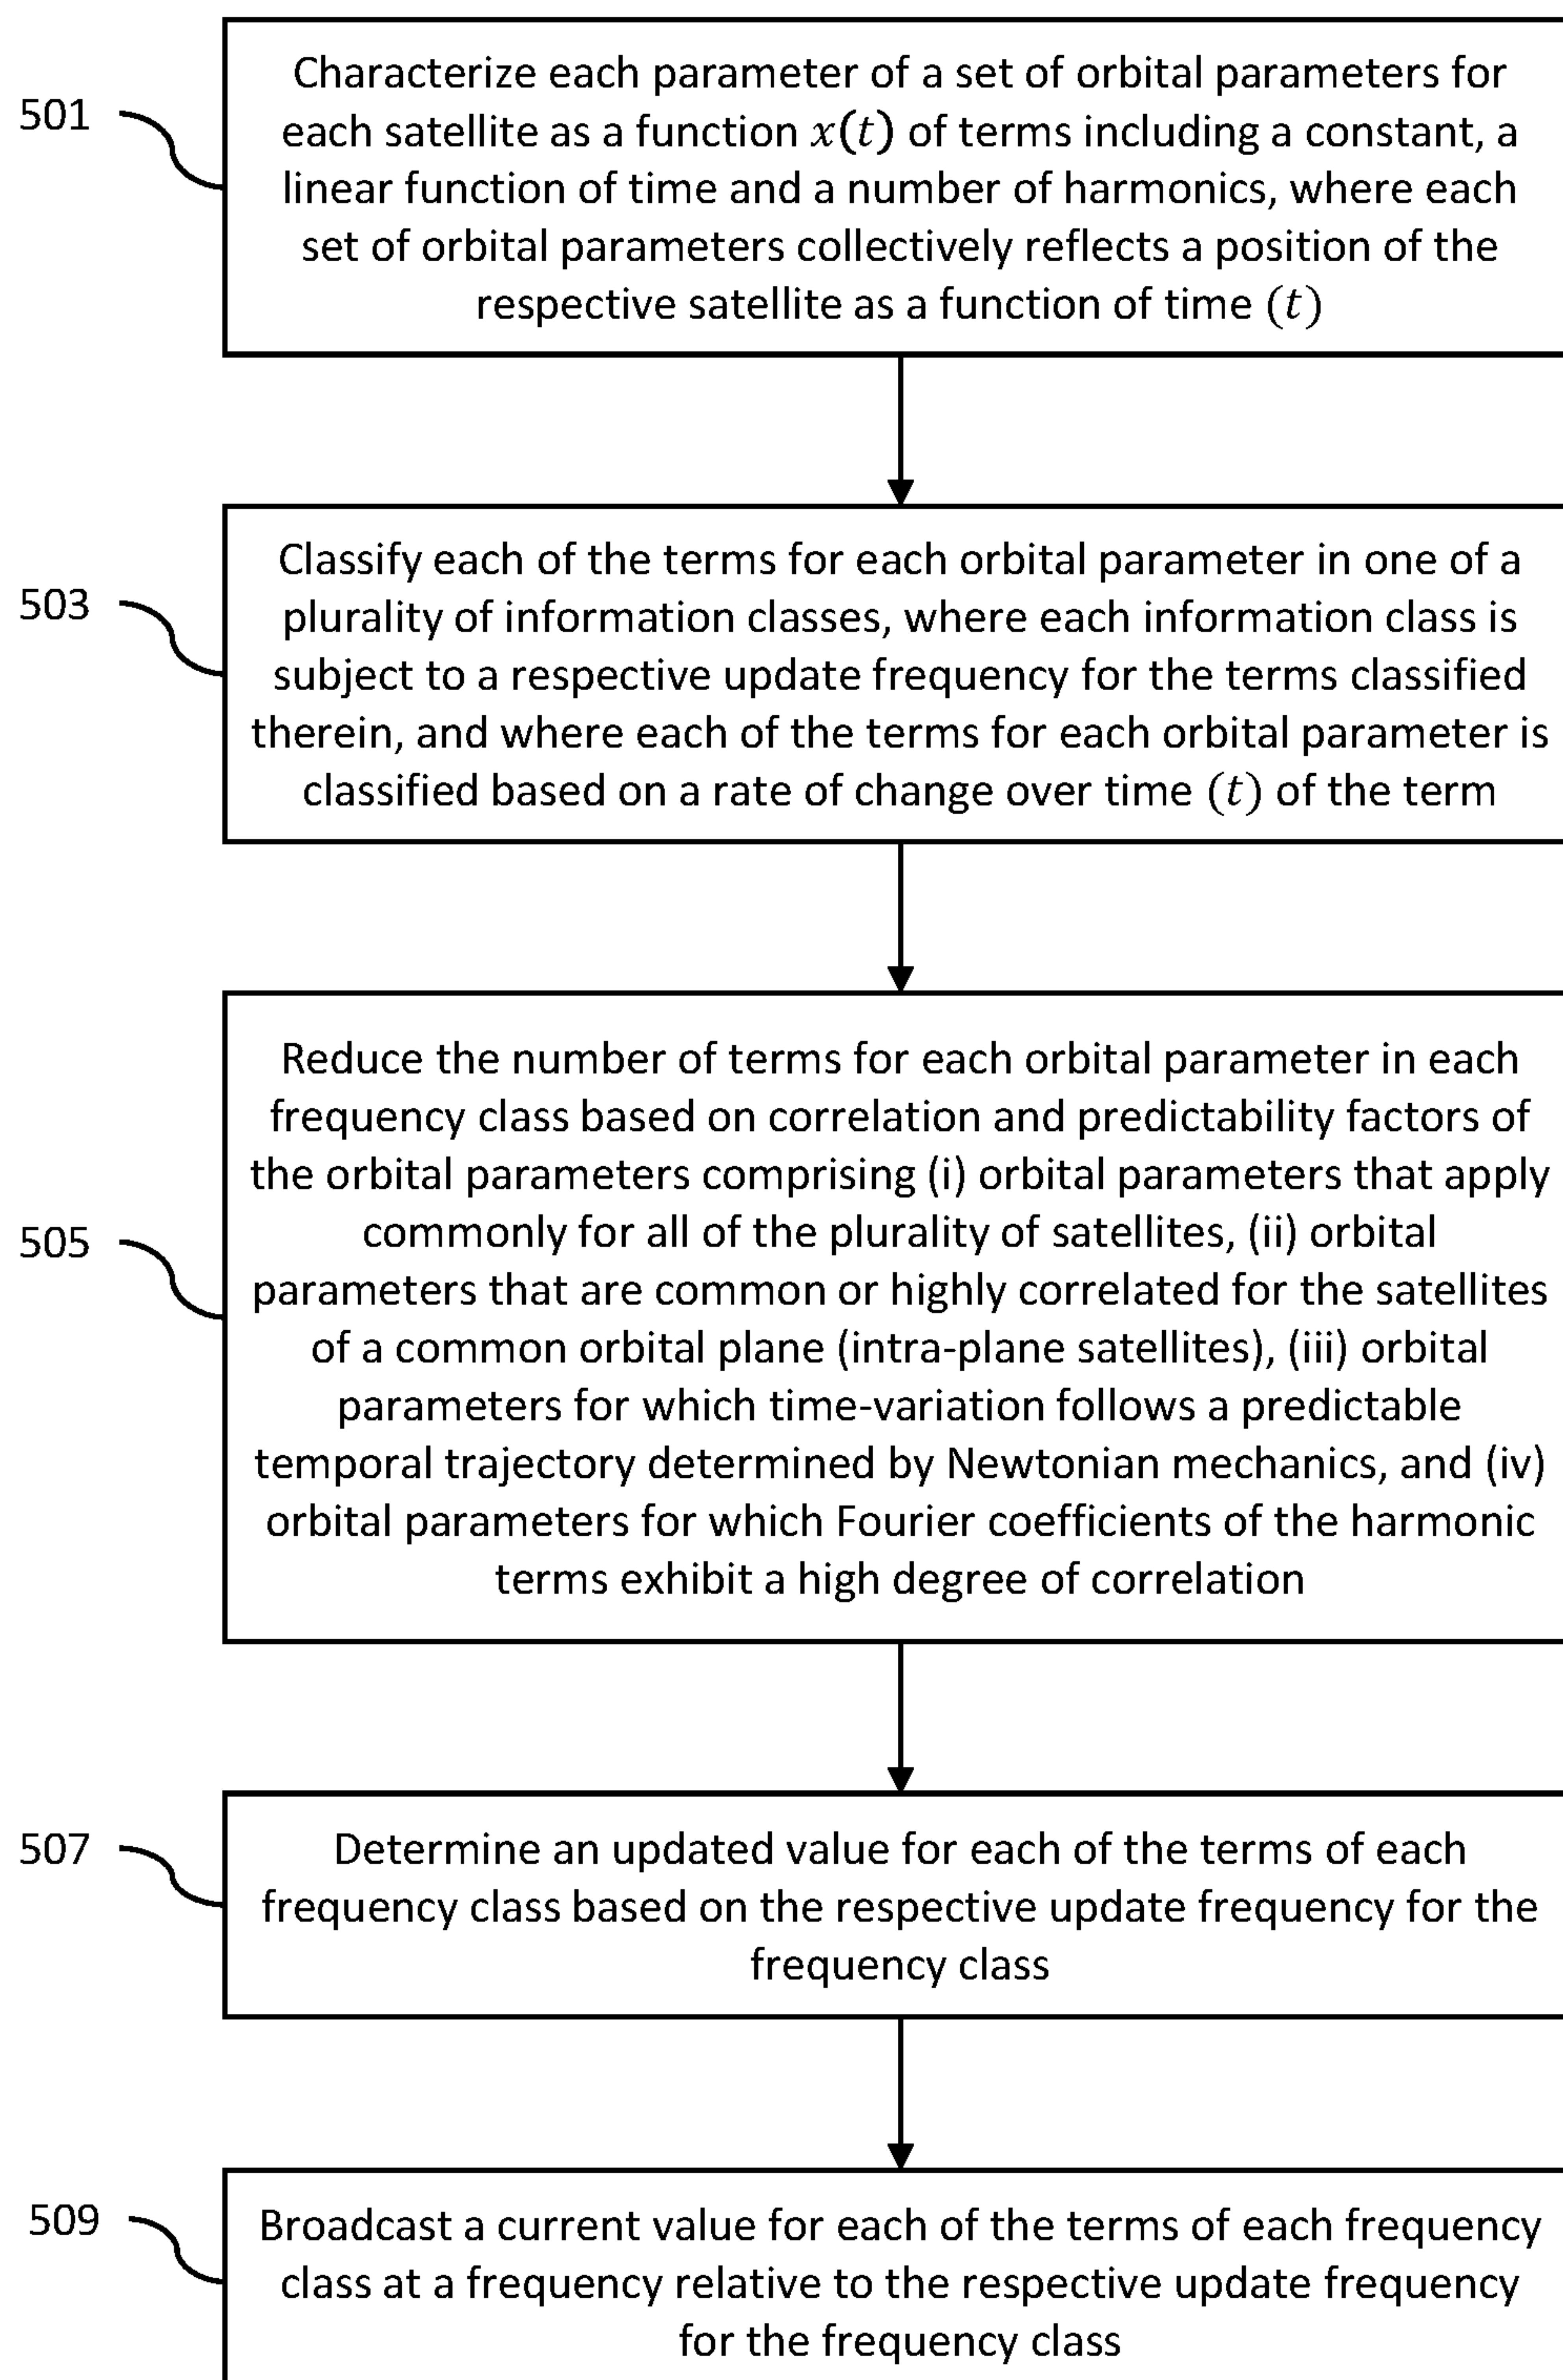 501
Characterize each parameter of a set of orbital parameters for
each satellite as a function x(t) of terms including a constant, a
linear function of time and a number of harmonics, where each
set of orbital parameters collectively reflects a position of the
respective satellite as a function of time (t)
503
Classify each of the terms for each orbital parameter in one of a
plurality of information classes, where each information class is
subject to a respective update frequency for the terms classified
therein, and where each of the terms for each orbital parameter is
classified based on a rate of change over time (t) of the term
505
Reduce the number of terms for each orbital parameter in each
frequency class based on correlation and predictability factors of
the orbital parameters comprising (i) orbital parameters that apply
commonly for all of the plurality of satellites, (ii) orbital
parameters that are common or highly correlated for the satellites
of a common orbital plane (intra-plane satellites), (iii) orbital
parameters for which time-variation follows a predictable
temporal trajectory determined by Newtonian mechanics, and (iv)
orbital parameters for which Fourier coefficients of the harmonic
terms exhibit a high degree of correlation
507
Determine an updated value for each of the terms of each
frequency class based on the respective update frequency for the
frequency class
509
Broadcast a current value for each of the terms of each frequency
class at a frequency relative to the respective update frequency
for the frequency class